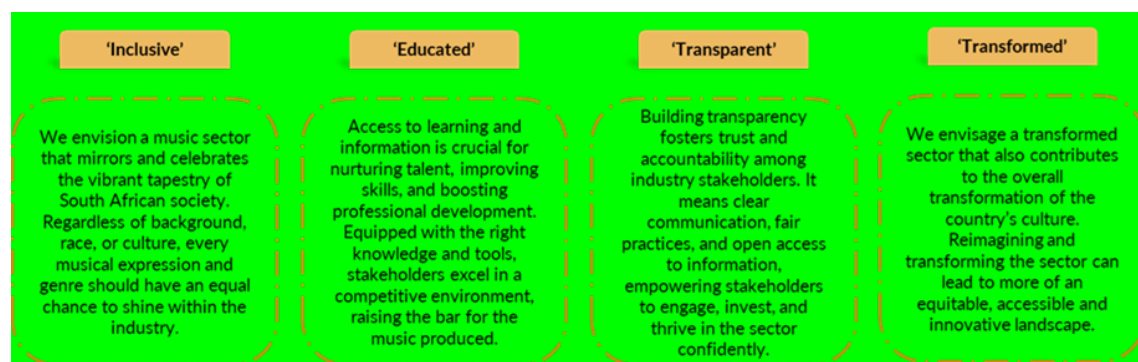 ‘Inclusive’
We envision a music sector
that mirrors and celebrates
the vibrant tapestry of
South African society.
Regardless of background,
race, or culture, every
musical expression and
genre should have an equal
chance to shine within the
industry.
‘Educated’
Access to learning and
information is crucial for
nurturing talent, improving
skills, and boosting
professional development.
Equipped with the right
knowledge and tools,
stakeholders excel in a
competitive environment,
raising the bar for the
music produced.
‘Transparent’
Building transparency
fosters trust and
accountability among
industry stakeholders. It
means clear
communication, fair
practices, and open access
to information,
empowering stakeholders
to engage, invest, and
thrive in the sector
confidently.
‘Transformed’
We envisage a transformed
sector that also contributes
to the overall
transformation of the
country’s culture.
Reimagining and
transforming the sector can
lead to more of an
equitable, accessible and
innovative landscape.